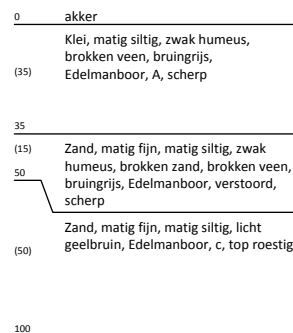 0 akker
Klei, matig siltig, zwak humeus,
brokken veen, bruingrijs,
(35) Edelmanboor, A, scherp
35
(15) Zand, matig fijn, matig siltig, zwak
humeus, brokken zand, brokken veen,
50 bruingrijs, Edelmanboor, verstoord,
scherp
Zand, matig fijn, matig siltig, licht
(50) geelbruin, Edelmanboor, c, top roestig
100